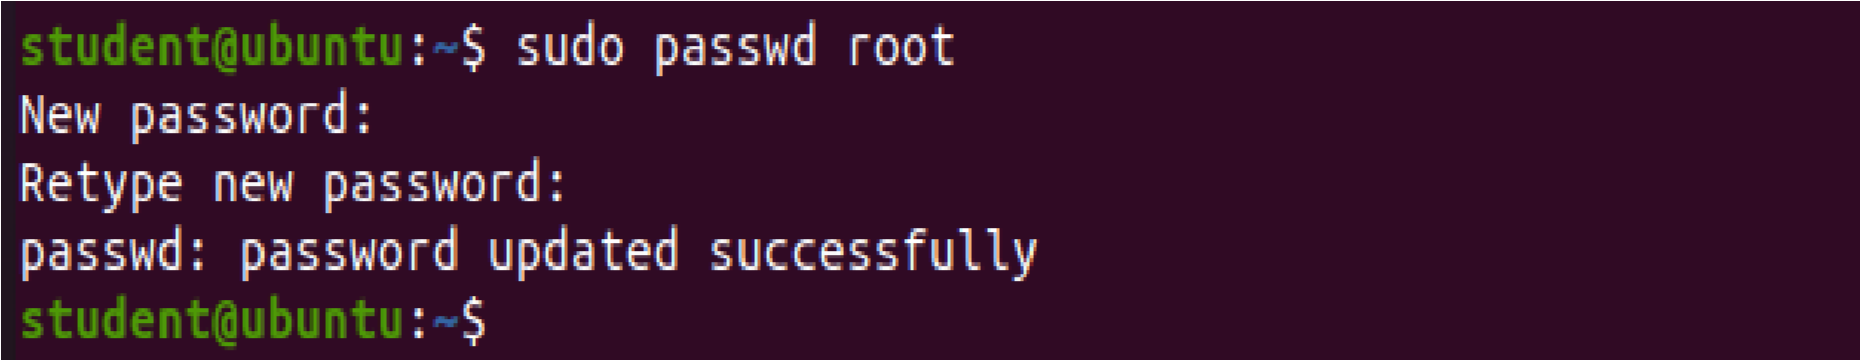 student@ubuntu:~$ sudo passwd root
New password:
Retype new password:
passwd: password updated successfully
student@ubuntu:~$